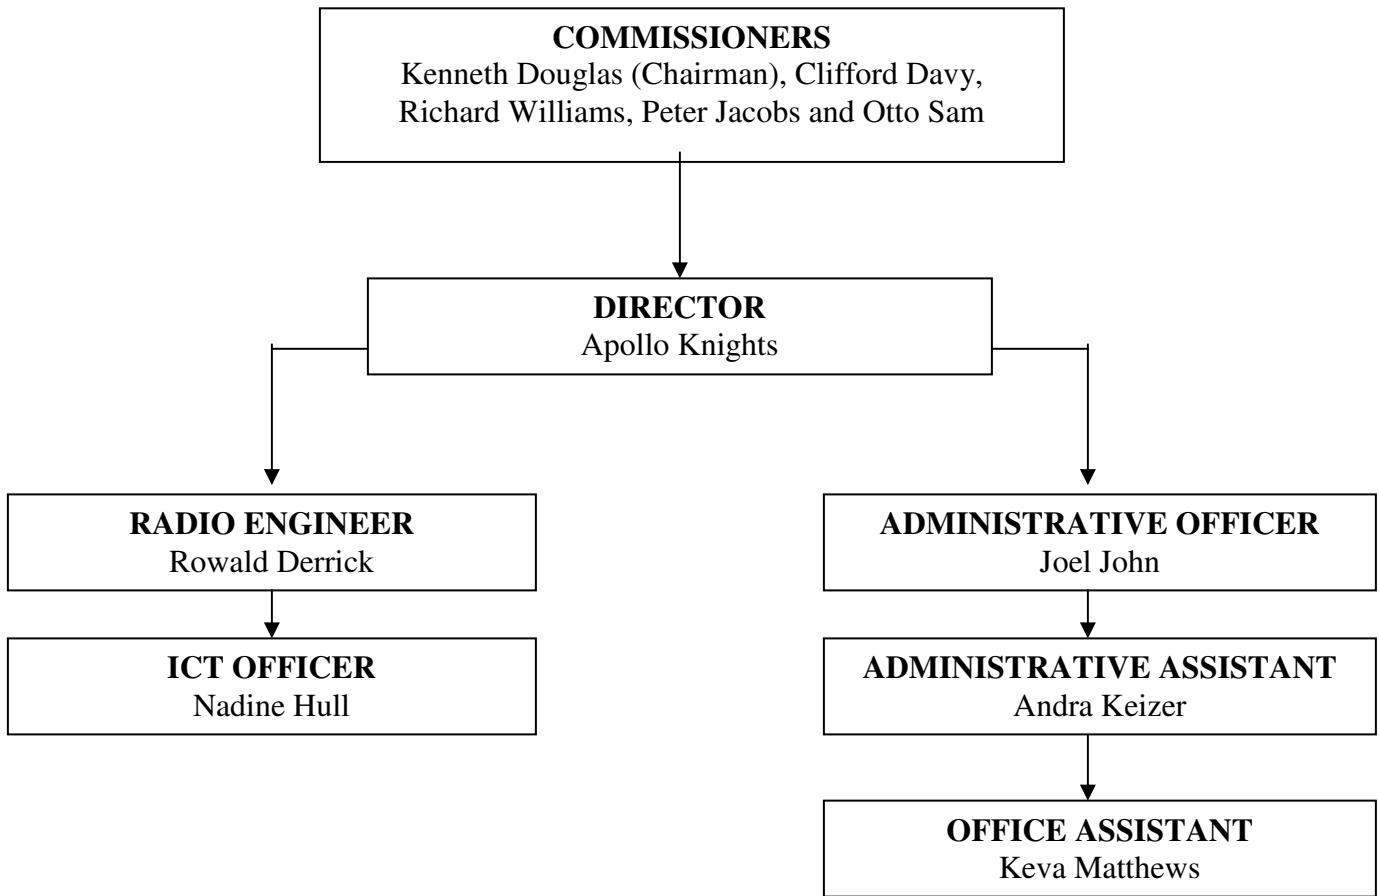 COMMISSIONERS
Kenneth Douglas (Chairman), Clifford Davy,
Richard Williams, Peter Jacobs and Otto Sam
DIRECTOR
Apollo Knights
RADIO ENGINEER
Rowald Derrick
ADMINISTRATIVE OFFICER
Joel John
ICT OFFICER
Nadine Hull
ADMINISTRATIVE ASSISTANT
Andra Keizer
OFFICE ASSISTANT
Keva Matthews